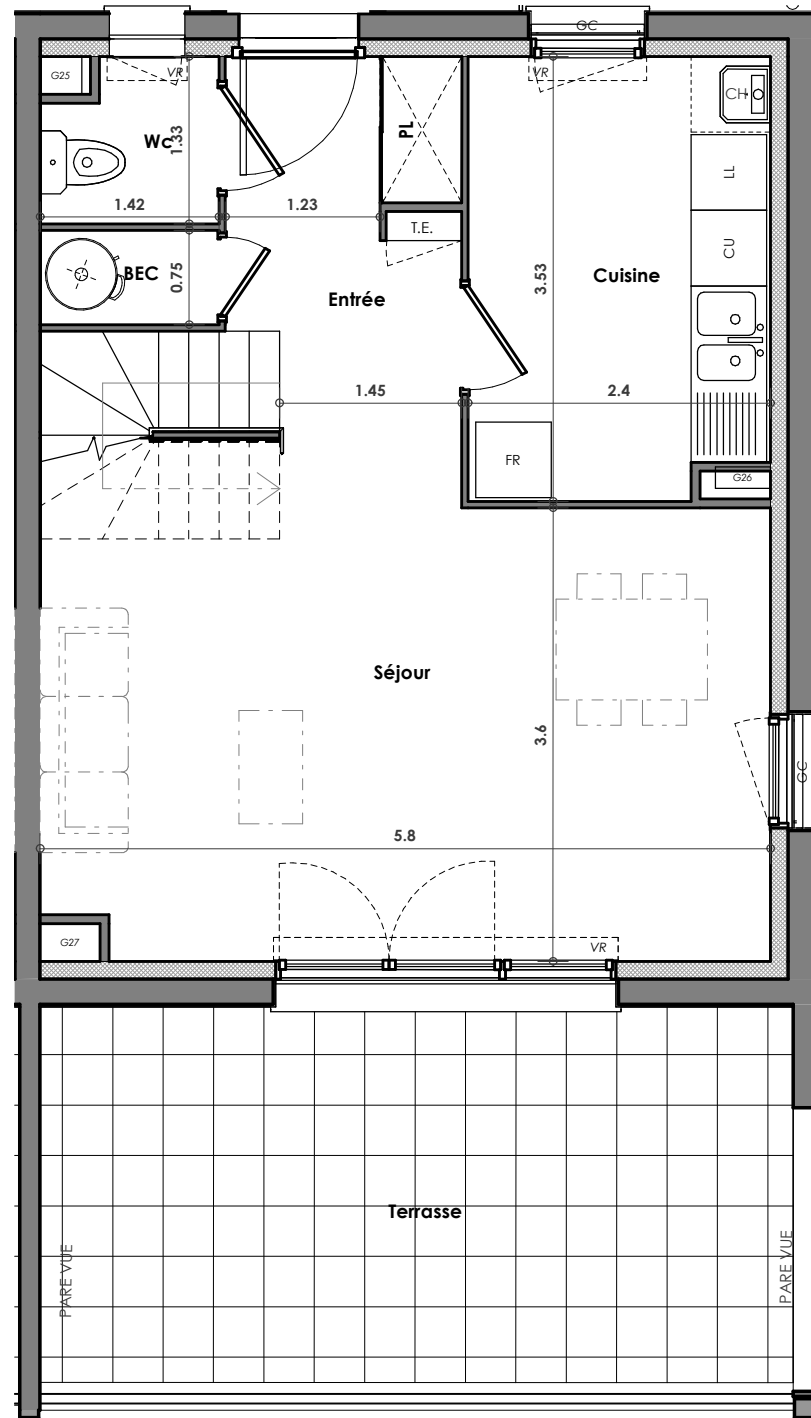 GC
G25
VR
VR
CH
Wc
1.33
PL
LL
1.42
1.23
T.E.
CU
BEC
0.75
Entrée
3.53
Cuisine
1.45
2.4
FR
G26
Séjour
3.6
GC
5.8
G27
VR
Terrasse
PARE VUE
PARE VUE